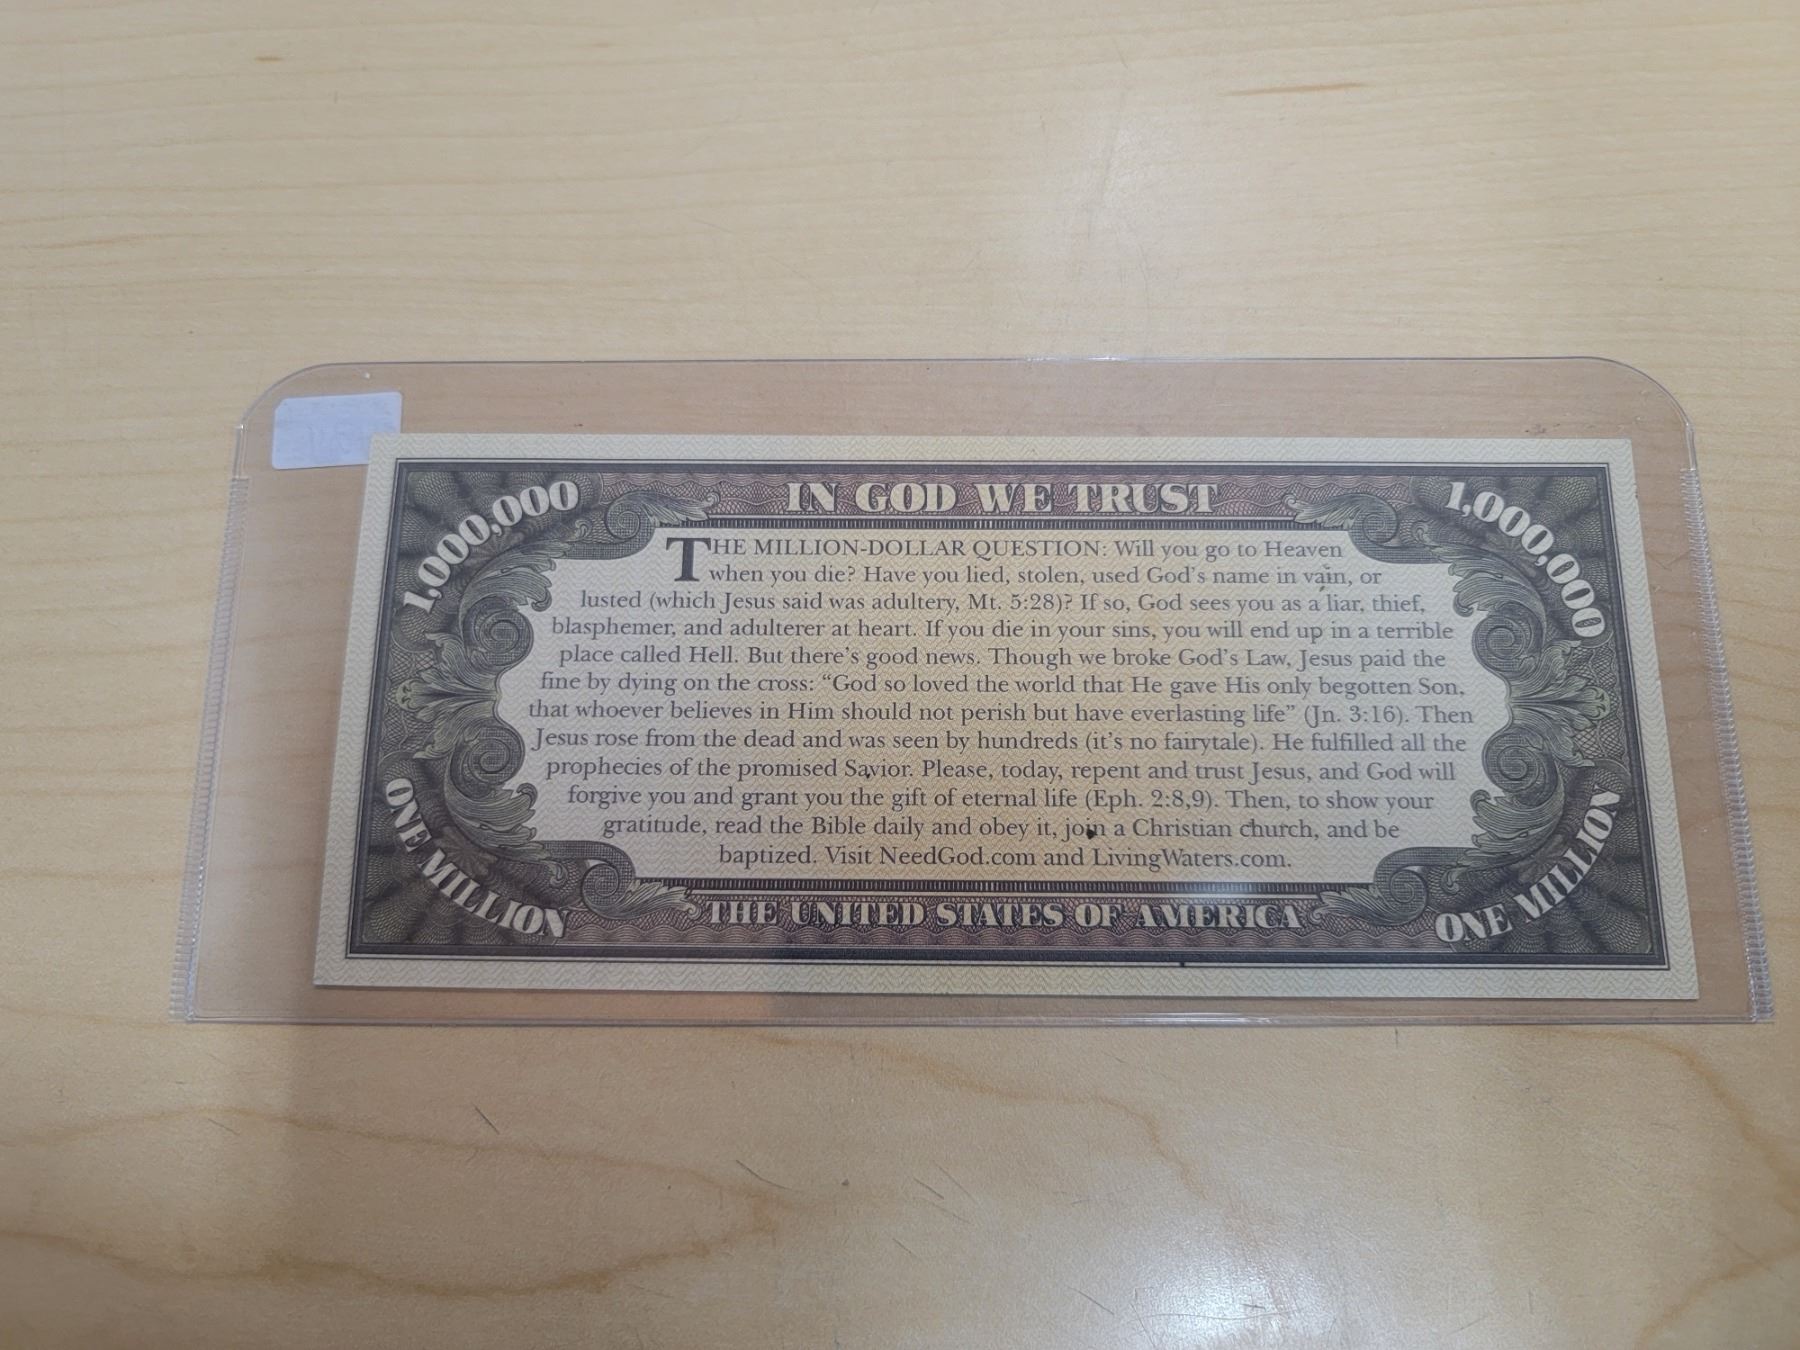 IN GOD WE TRUST
1,000,000
1,000,000
THE MILLION-DOLLAR QUESTION: Will you go to Heaven
when you die? Have you lied, stolen, used God's name in vain, or
lusted (which Jesus said was adultery, Mt. 5:28)? If so, God sees you as a liar, thief,
blasphemer, and adulterer at heart. If you die in your sins, you will end up in a terrible
place called Hell. But there's good news. Though we broke God's Law, Jesus paid the
fine by dying on the cross: “God so loved the world that He gave His only begotten Son,
that whoever believes in Him should not perish but have everlasting life” (Jn. 3:16). Then
Jesus rose from the dead and was seen by hundreds (it's no fairytale). He fulfilled all the
prophecies of the promised Savior. Please, today, repent and trust Jesus, and God will
forgive you and grant you the gift of eternal life (Eph. 2:8,9). Then, to show your
gratitude, read the Bible daily and obey it, join a Christian church, and be
baptized. Visit NeedGod.com and LivingWaters.com.
ONE MILLION
ONE MILLION
THE UNITED STATES OF AMERICA